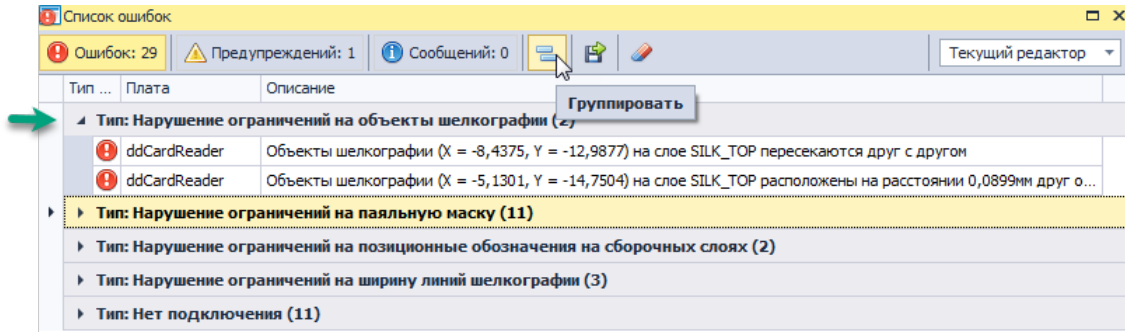 Список ошибок
Ошибок: 29 Предупреждений: 1 Сообщений: 0 Текущий редактор
Тип ... Плата Описание
Группировать
Тип: Нарушение ограничений на объекты шелкографии (2)
ddCardReader Объекты шелкографии (X = -8,4375, Y = -12,9877) на слое SILK_TOP пересекаются друг с другом
ddCardReader Объекты шелкографии (X = -5,1301, Y = -14,7504) на слое SILK_TOP расположены на расстоянии 0,0899мм друг о...
Тип: Нарушение ограничений на паяльную маску (11)
Тип: Нарушение ограничений на позиционные обозначения на сборочных слоях (2)
Тип: Нарушение ограничений на ширину линий шелкографии (3)
Тип: Нет подключения (11)